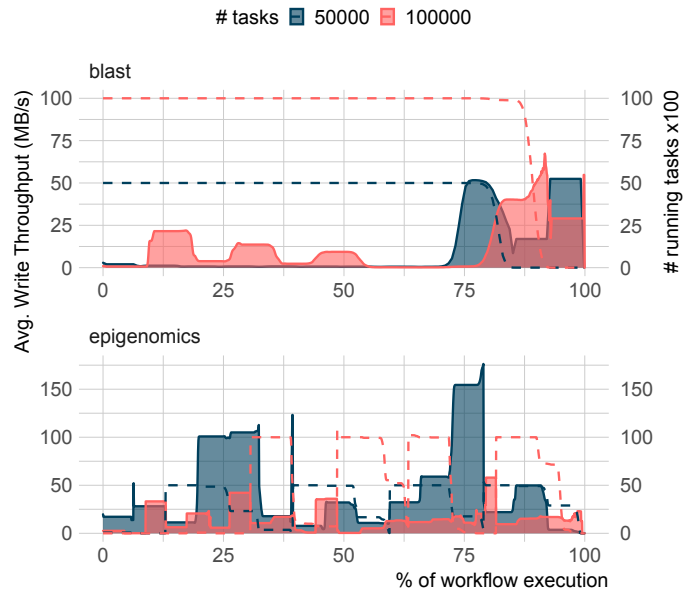 # tasks 50000 100000
blast
Avg. Write Throughput (MB/s)
# running tasks x100
100 100
75 75
50 50
25 25
0 0
0 25 50 75 100
epigenomics
150 150
100 100
50 50
0 0
0 25 50 75 100
% of workflow execution